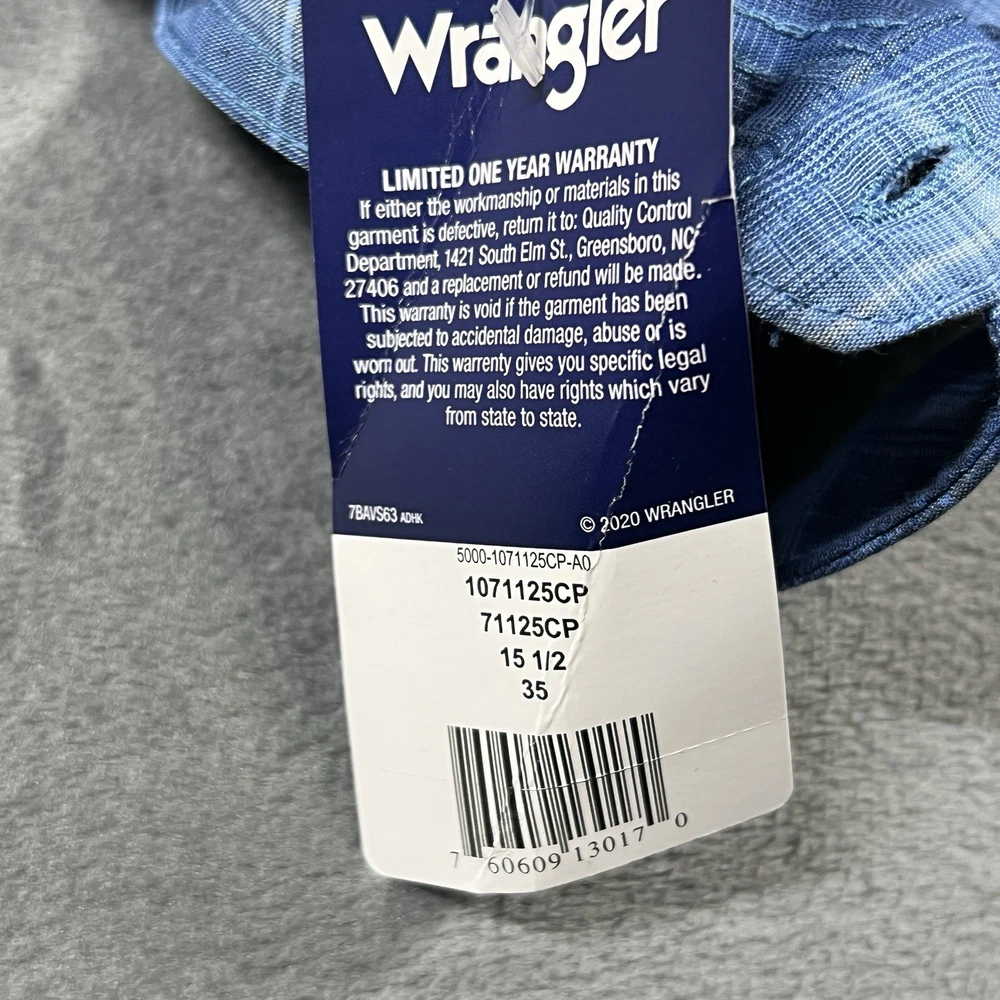 Wrangler
LIMITED ONE YEAR WARRANTY
If either the workmanship or materials in this
garment is defective, return it to: Quality Control
Department, 1421 South Elm St., Greensboro, NC
27406 and a replacement or refund will be made.
This warranty is void if the garment has been
subjected to accidental damage, abuse or is
worn out. This warrenty gives you specific legal
rights, and you may also have rights which vary
from state to state.
7BAVS63 ADHK
© 2020 WRANGLER
5000-1071125CP-A0
1071125CP
71125CP
15 1/2
35
7 60609 13017 0